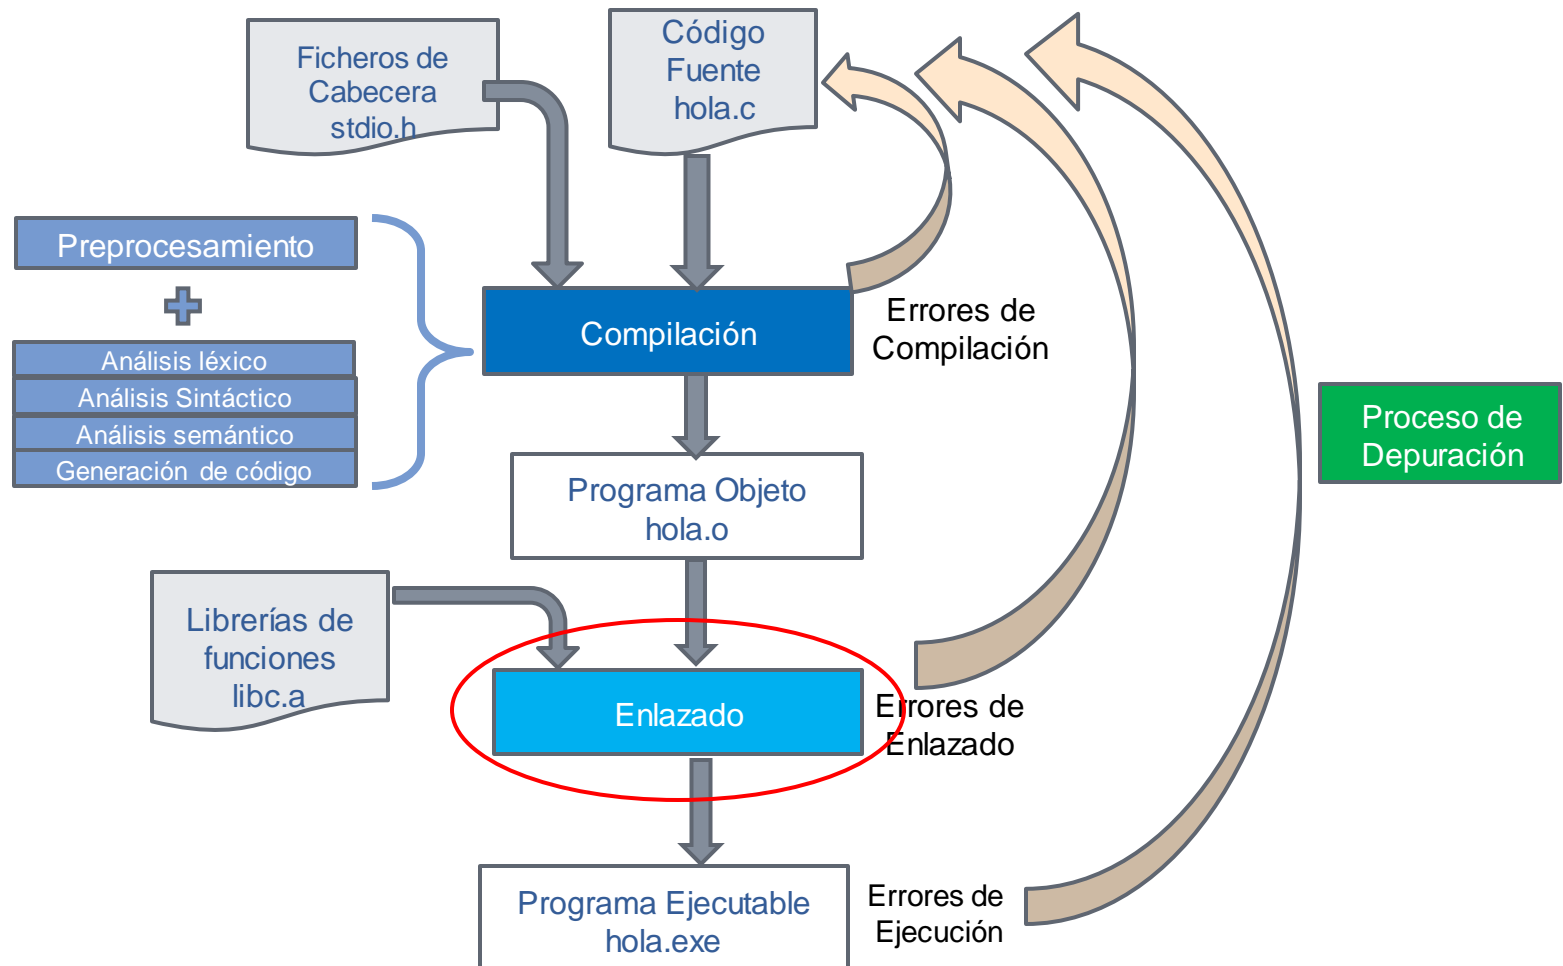 Ficheros de
Cabecera
stdio.h
Código
Fuente
hola.c
Preprocesamiento
Análisis léxico
Análisis Sintáctico
Análisis semántico
Generación de código
Compilación
Errores de
Compilación
Proceso de
Depuración
Programa Objeto
hola.o
Librerías de
funciones
libc.a
Enlazado
Errores de
Enlazado
Programa Ejecutable
hola.exe
Errores de
Ejecución